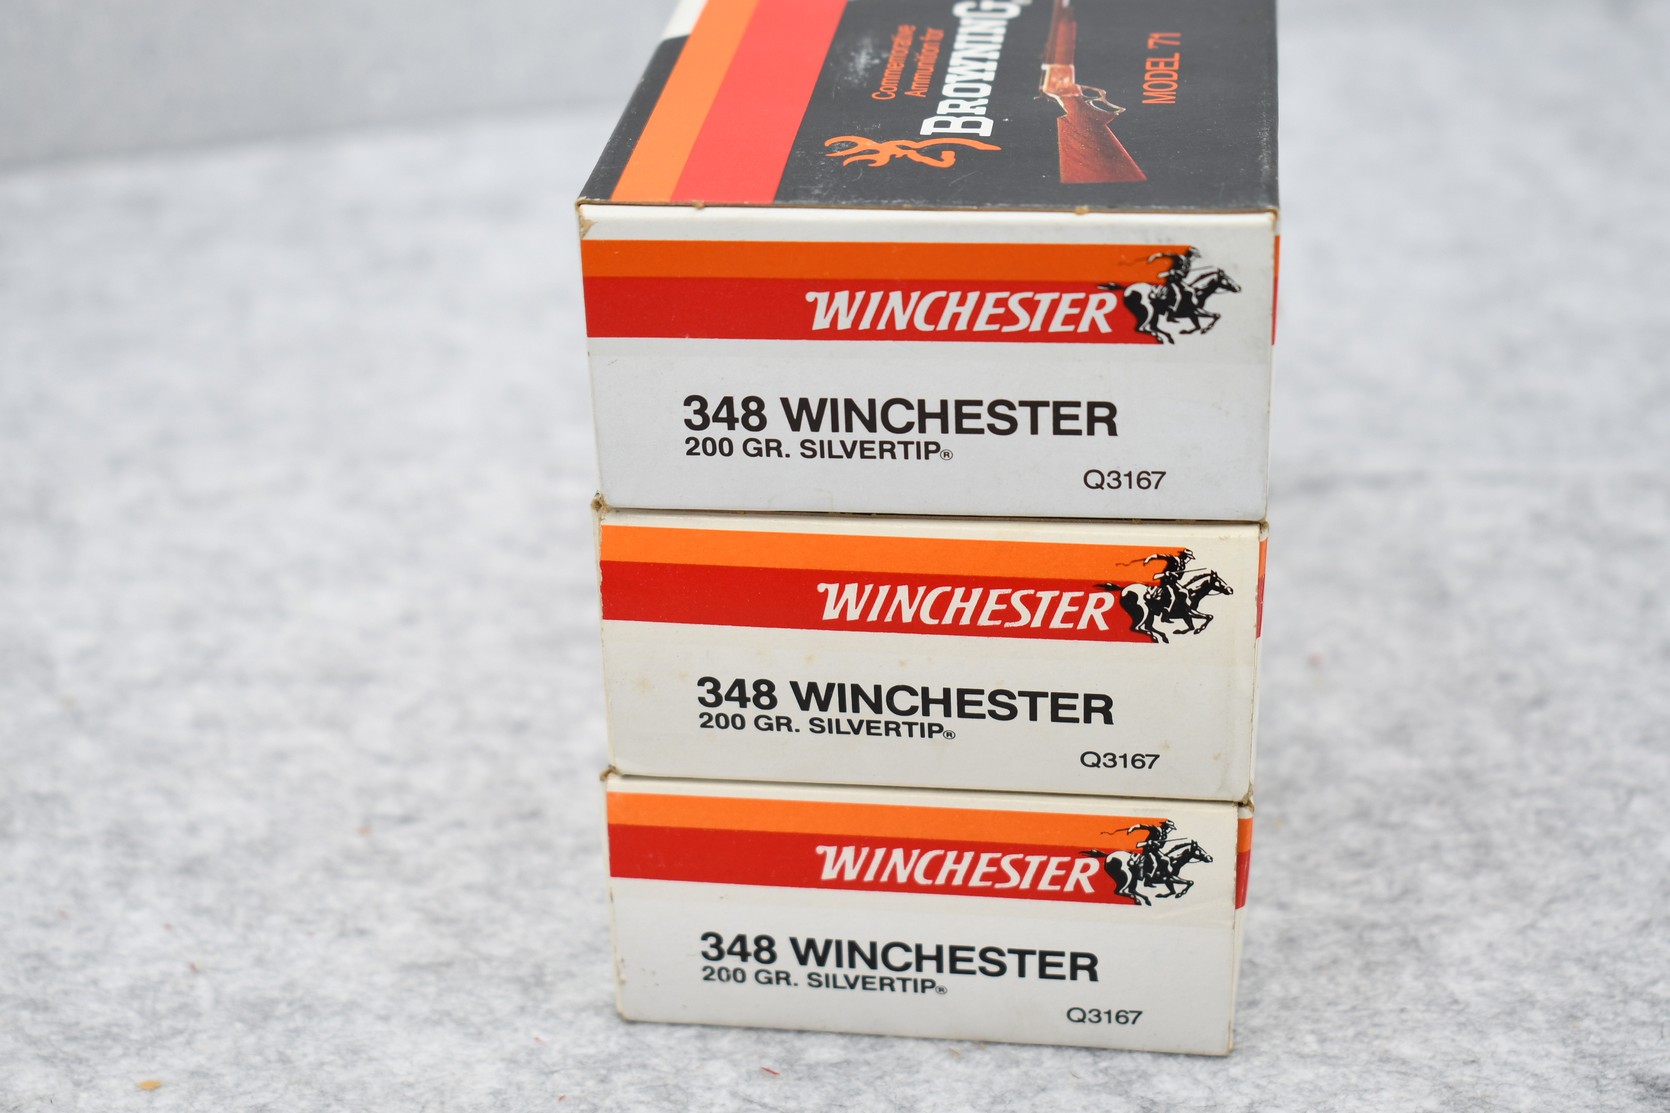 Commemorative
Ammunition for
BROWNING
MODEL '71
WINCHESTER
348 WINCHESTER
200 GR. SILVERTIP®
Q3167
WINCHESTER
348 WINCHESTER
200 GR. SILVERTIP®
Q3167
WINCHESTER
348 WINCHESTER
200 GR. SILVERTIP®
Q3167